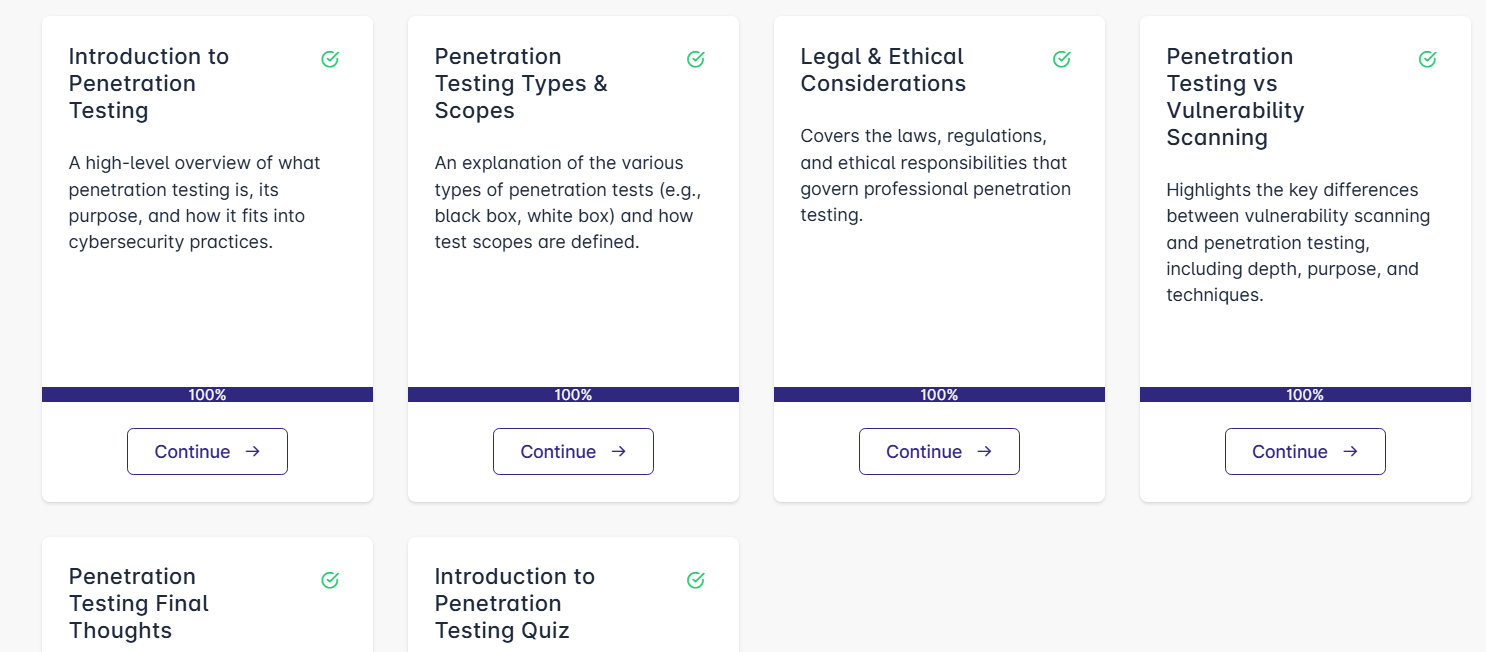 Introduction to
Penetration
Testing
A high-level overview of what
penetration testing is, its
purpose, and how it fits into
cybersecurity practices.
100%
Continue →
Penetration
Testing Types &
Scopes
An explanation of the various
types of penetration tests (e.g.,
black box, white box) and how
test scopes are defined.
100%
Continue →
Legal & Ethical
Considerations
Covers the laws, regulations,
and ethical responsibilities that
govern professional penetration
testing.
100%
Continue →
Penetration
Testing vs
Vulnerability
Scanning
Highlights the key differences
between vulnerability scanning
and penetration testing,
including depth, purpose, and
techniques.
100%
Continue →
Penetration
Testing Final
Thoughts
Introduction to
Penetration
Testing Quiz